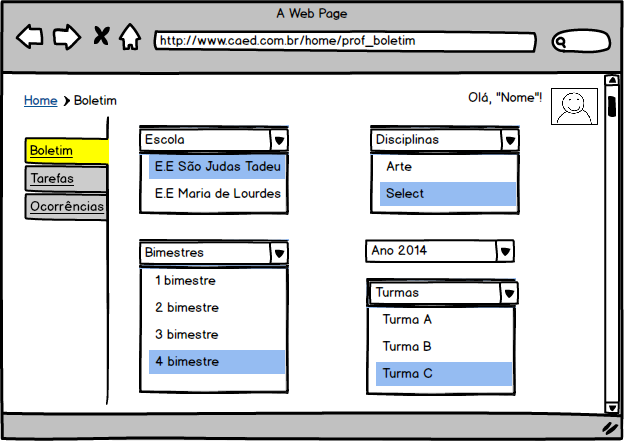 A Web Page
http://www.caed.com.br/home/prof_boletim
Home > Boletim
Olá, "Nome"!
Boletim
Tarefas
Ocorrências
Escola
E.E São Judas Tadeu
E.E Maria de Lourdes
Disciplinas
Arte
Select
Bimestres
1 bimestre
2 bimestre
3 bimestre
4 bimestre
Ano 2014
Turmas
Turma A
Turma B
Turma C